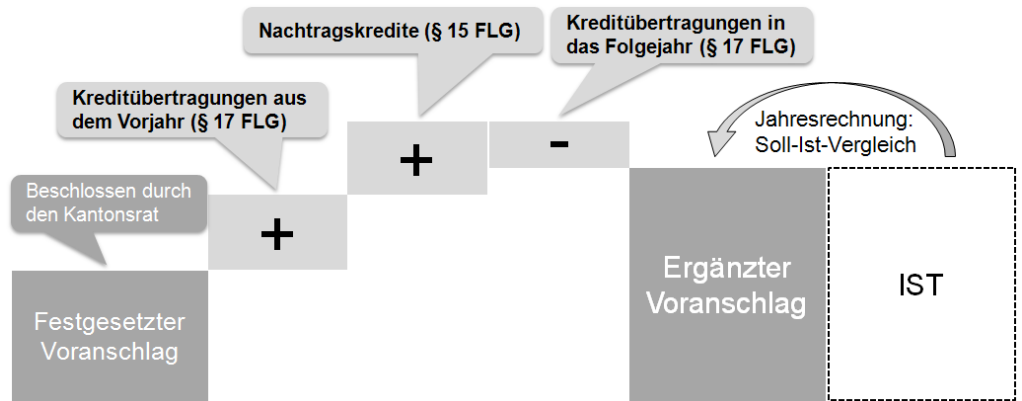 Nachtragskredite (§ 15 FLG)
Kreditübertragungen in
das Folgejahr (§ 17 FLG)
Kreditübertragungen aus
dem Vorjahr (§ 17 FLG)
Jahresrechnung:
Soll-Ist-Vergleich
Beschlossen durch
den Kantonsrat
+
+
-
Festgesetzter
Voranschlag
Ergänzter
Voranschlag
IST